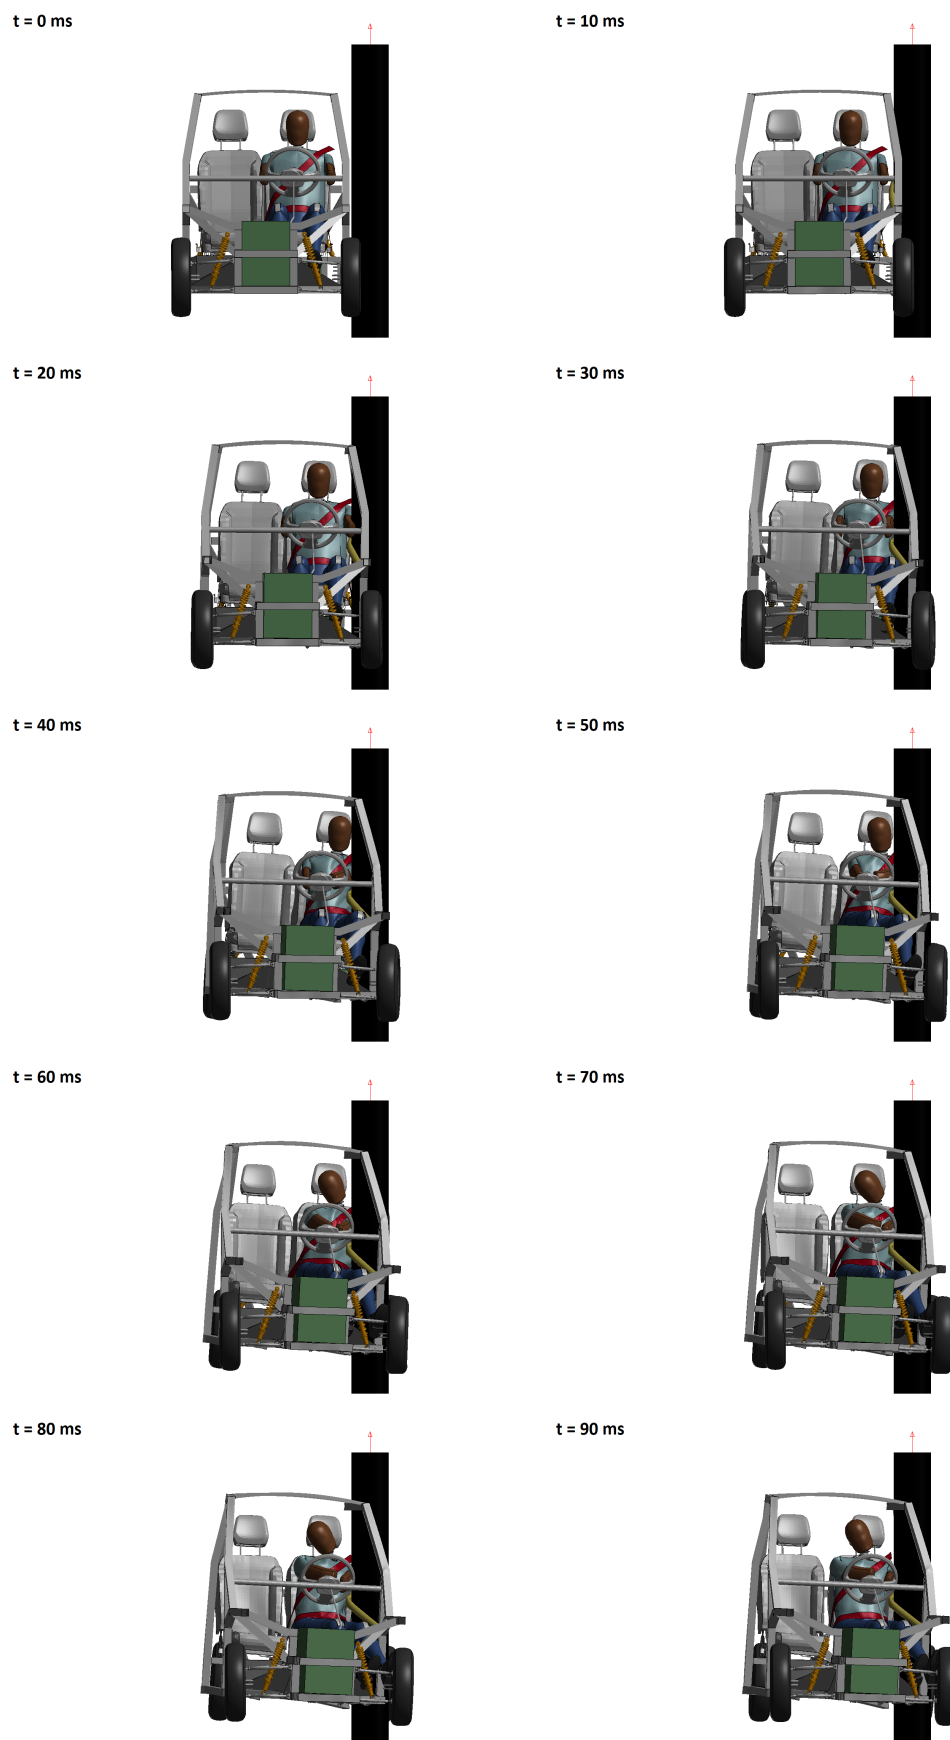 t = 0 ms
t = 10 ms
t = 20 ms
t = 30 ms
t = 40 ms
t = 50 ms
t = 60 ms
t = 70 ms
t = 80 ms
t = 90 ms